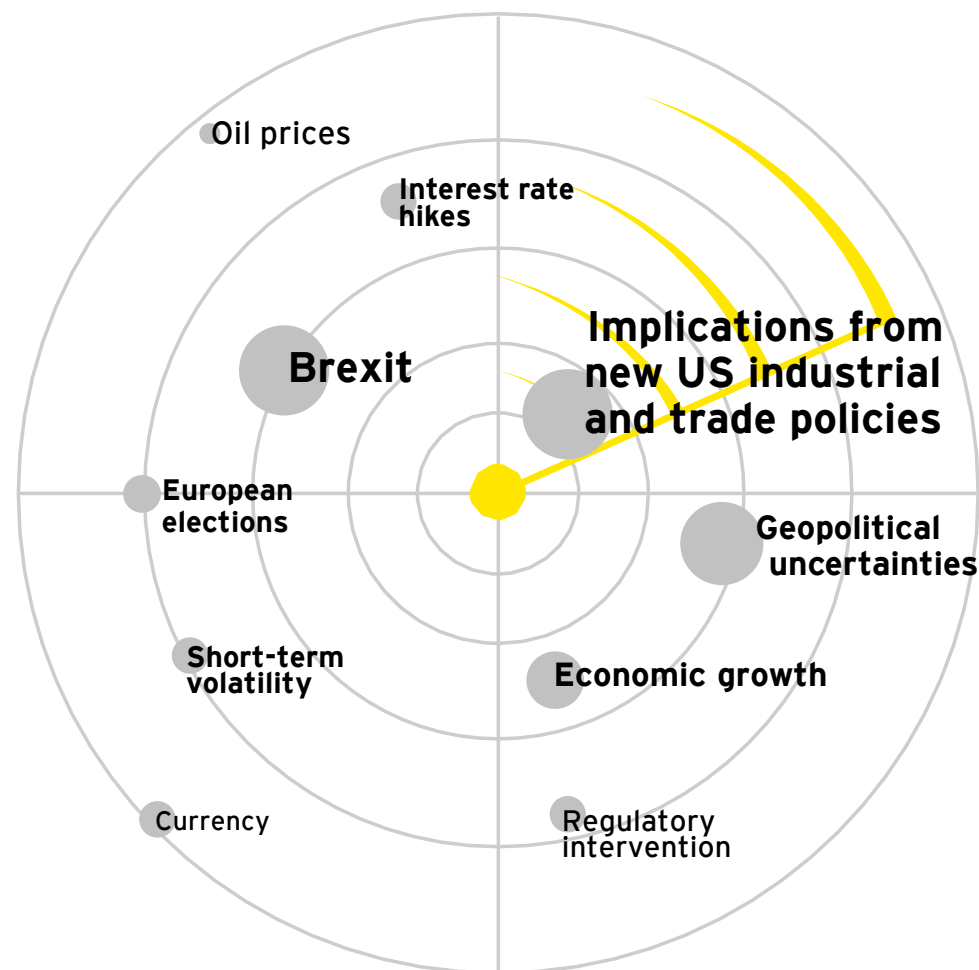 Oil prices
Interest rate
hikes
Implications from
new US industrial
and trade policies
Brexit
European
elections
Geopolitical
uncertainties
Short-term
volatility
Economic growth
Currency
Regulatory
intervention